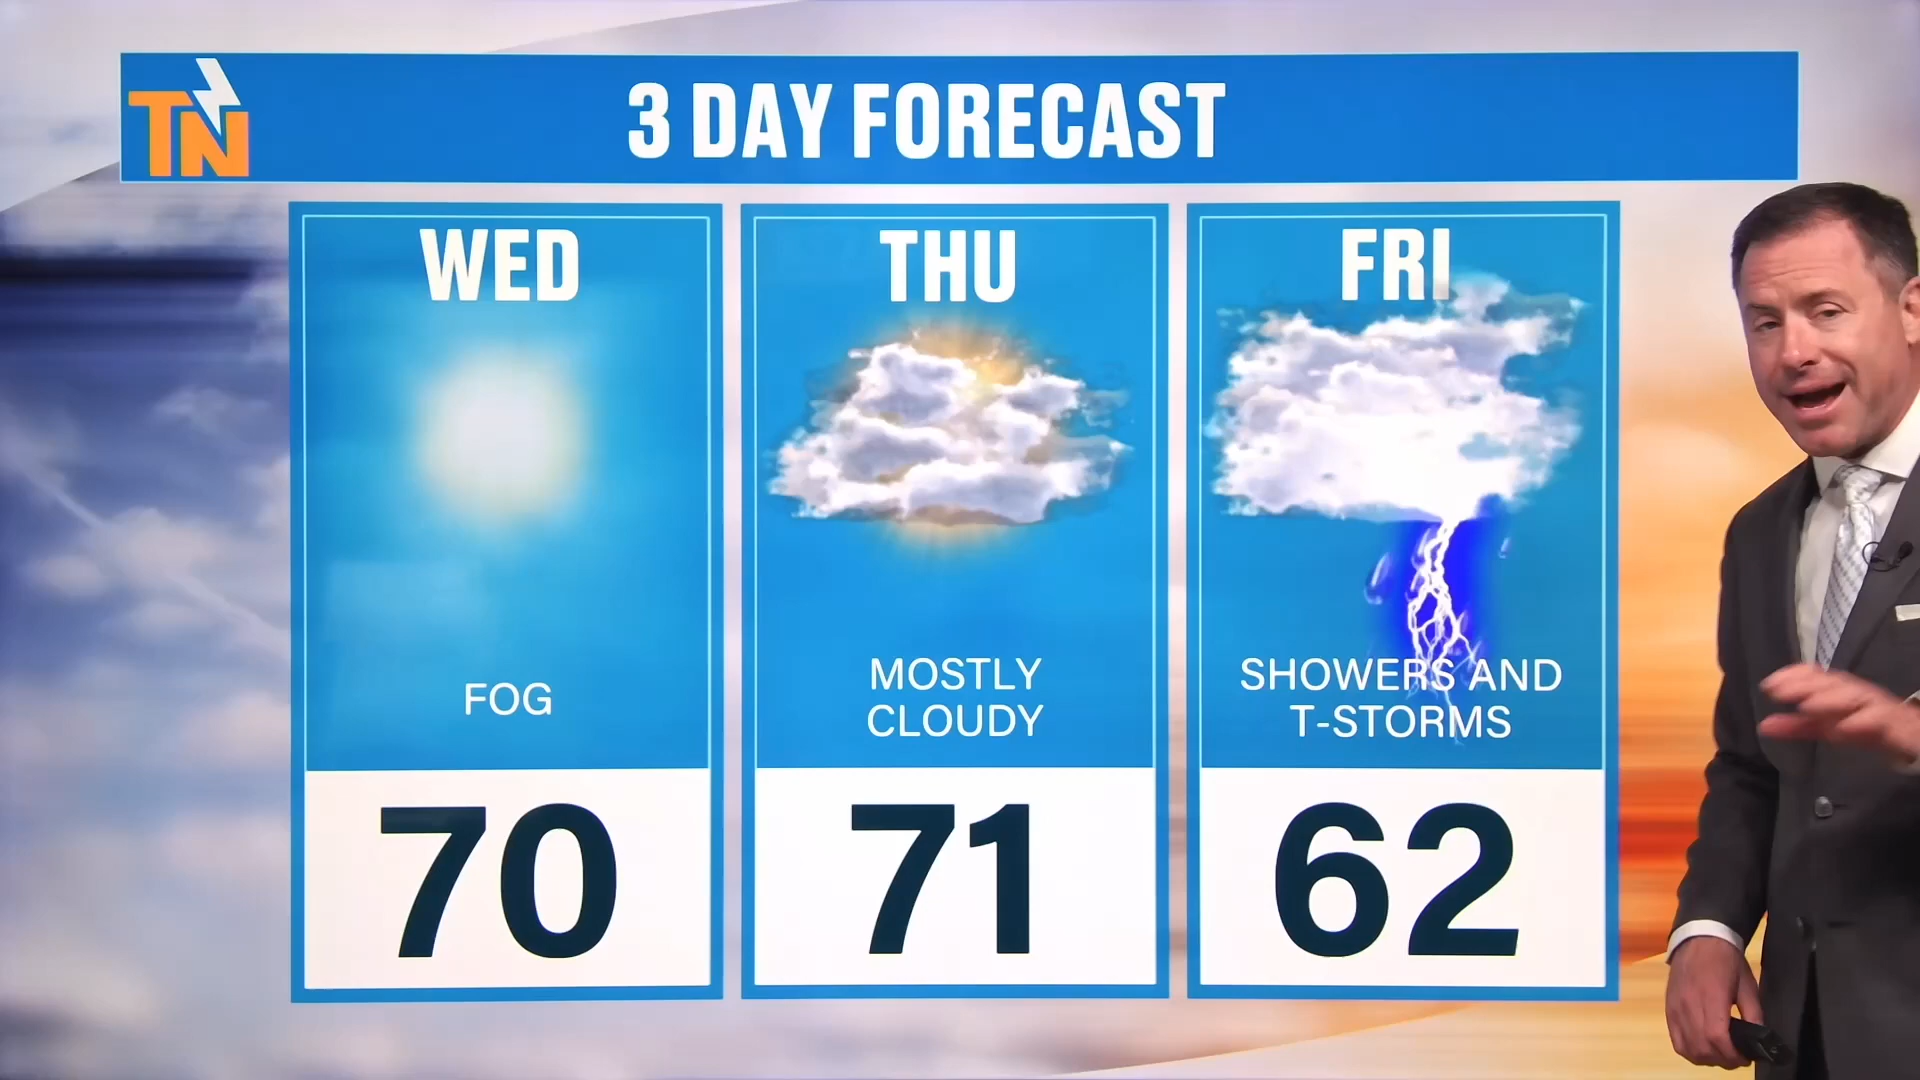 TN
3 DAY FORECAST
WED
FOG
70
THU
MOSTLY
CLOUDY
71
FRI
SHOWERS AND
T-STORMS
62